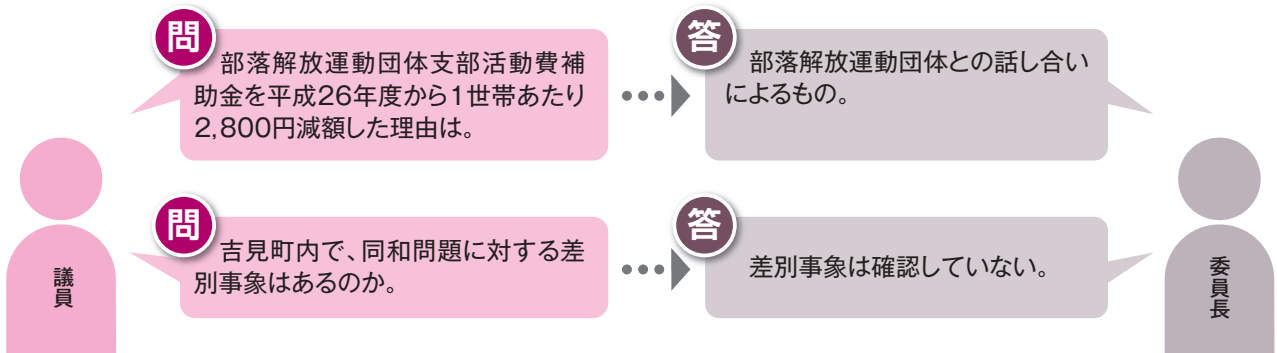 問
部落解放運動団体支部活動費補
助金を平成26年度から1世帯あたり
2,800円減額した理由は。
答
部落解放運動団体との話し合い
によるもの。
問
吉見町内で、同和問題に対する差
別事象はあるのか。
答
差別事象は確認していない。
議員
委員長